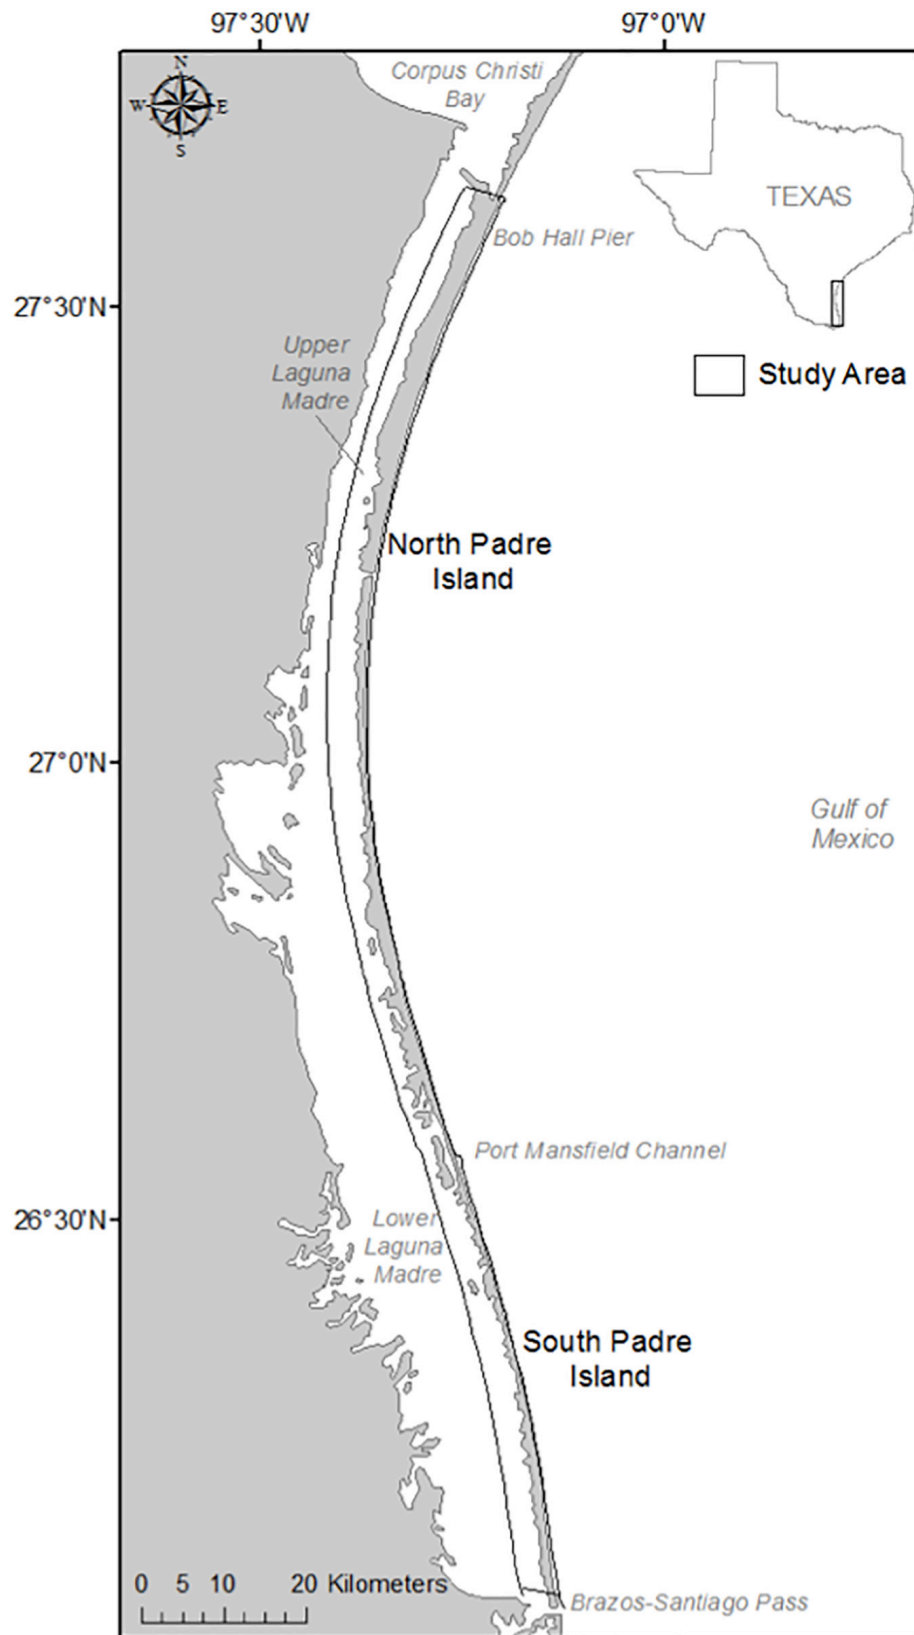 97°30'W
97°0'W
N
W
E
S
Corpus Christi
Bay
TEXAS
Bob Hall Pier
27°30'N
Upper
Laguna
Madre
Study Area
North Padre
Island
27°0'N
Gulf of
Mexico
Port Mansfield Channel
26°30'N
Lower
Laguna
Madre
South Padre
Island
0 5 10 20 Kilometers
Brazos-Santiago Pass